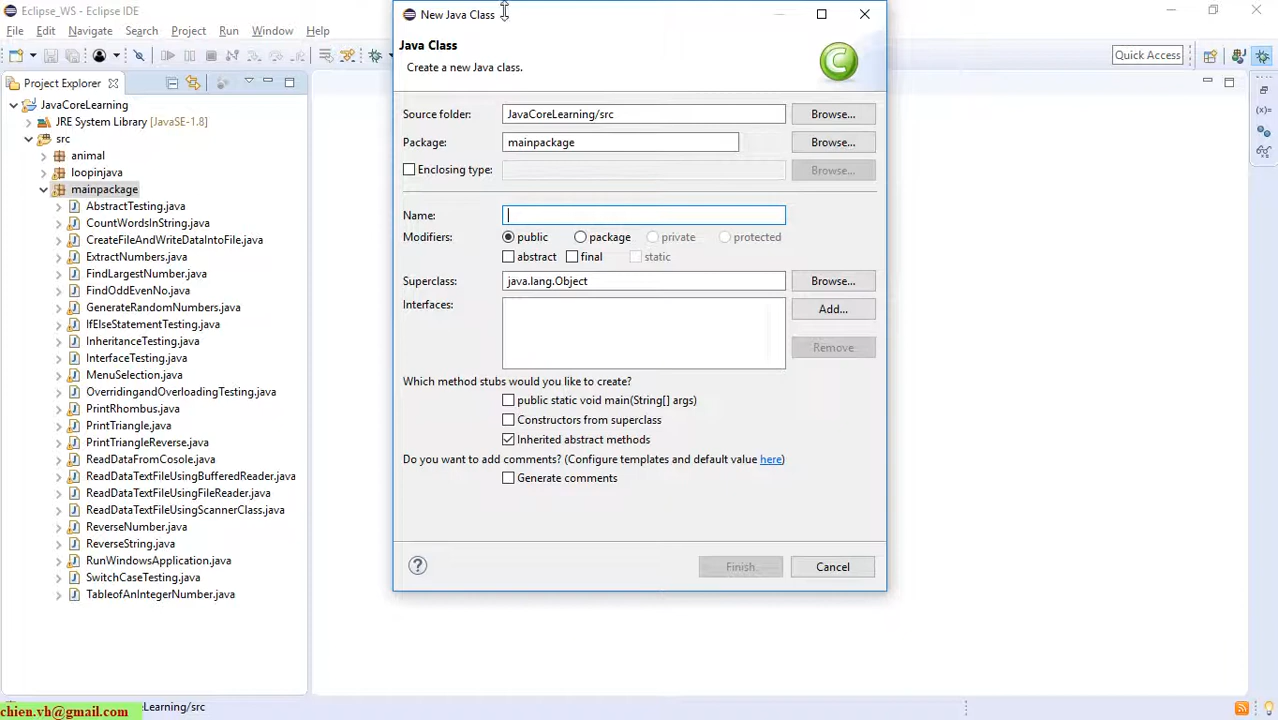 Eclipse_WS - Eclipse IDE
New Java Class
File Edit Navigate Search Project Run Window Help
Java Class
Create a new Java class.
Quick Access
Project Explorer
JavaCoreLearning
JRE System Library [JavaSE-1.8]
src
animal
loopinjava
mainpackage
AbstractTesting.java
CountWordsInString.java
CreateFileAndWriteDataIntoFile.java
ExtractNumbers.java
FindLargestNumber.java
FindOddEvenNo.java
GenerateRandomNumbers.java
IfElseStatementTesting.java
InheritanceTesting.java
InterfaceTesting.java
MenuSelection.java
OverridingandOverloadingTesting.java
PrintRhombus.java
PrintTriangle.java
PrintTriangleReverse.java
ReadDataFromCosole.java
ReadDataTextFileUsingBufferedReader.java
ReadDataTextFileUsingFileReader.java
ReadDataTextFileUsingScannerClass.java
ReverseNumber.java
ReverseString.java
RunWindowsApplication.java
SwitchCaseTesting.java
TableofAnIntegerNumber.java
Source folder: JavaCoreLearning/src Browse...
Package: mainpackage Browse...
Enclosing type: Browse...
Name:
Modifiers: public package private protected
abstract final static
Superclass: java.lang.Object Browse...
Interfaces: Add...
Remove
Which method stubs would you like to create?
public static void main(String[] args)
Constructors from superclass
Inherited abstract methods
Do you want to add comments? (Configure templates and default value here)
Generate comments
? Finish Cancel
chien.vh@gmail.com eLearning/src